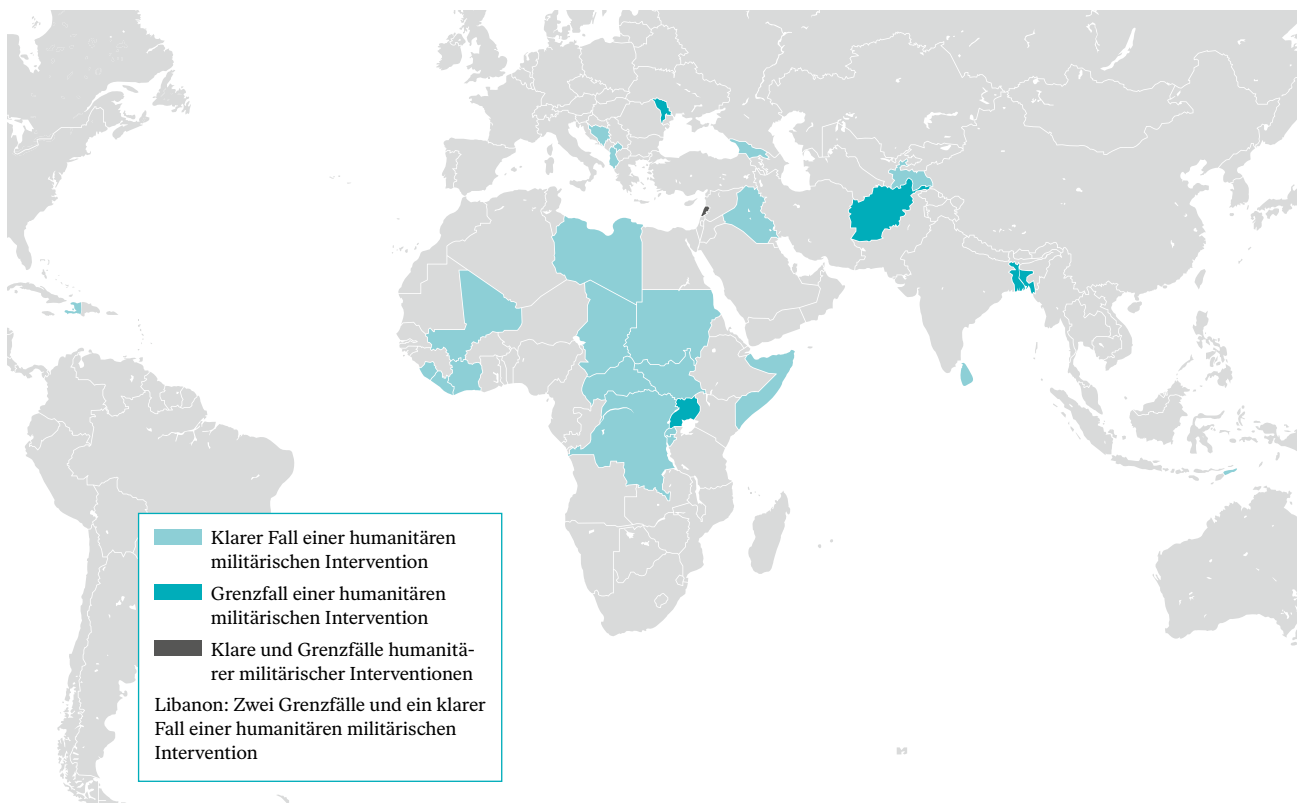 Klarer Fall einer humanitären
militärischen Intervention
Grenzfall einer humanitären
militärischen Intervention
Klare und Grenzfälle humanitä-
rer militärischer Interventionen
Libanon: Zwei Grenzfälle und ein klarer
Fall einer humanitären militärischen
Intervention